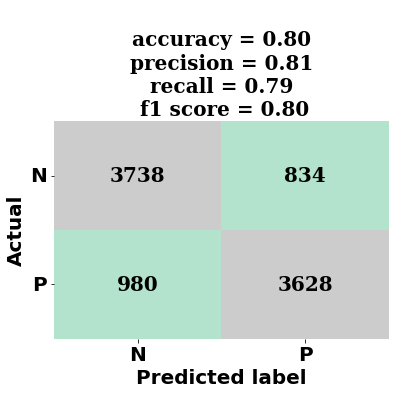 accuracy = 0.80
precision = 0.81
recall = 0.79
f1 score = 0.80
Actual
N
3738
834
P
980
3628
N
P
Predicted label